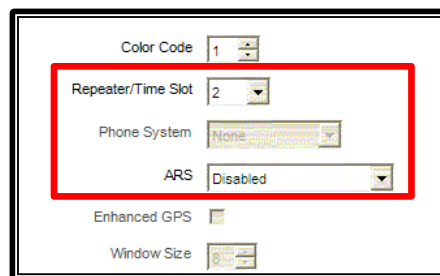 Color Code 1
Repeater/Time Slot 2
Phone System None
ARS Disabled
Enhanced GPS
Window Size 8